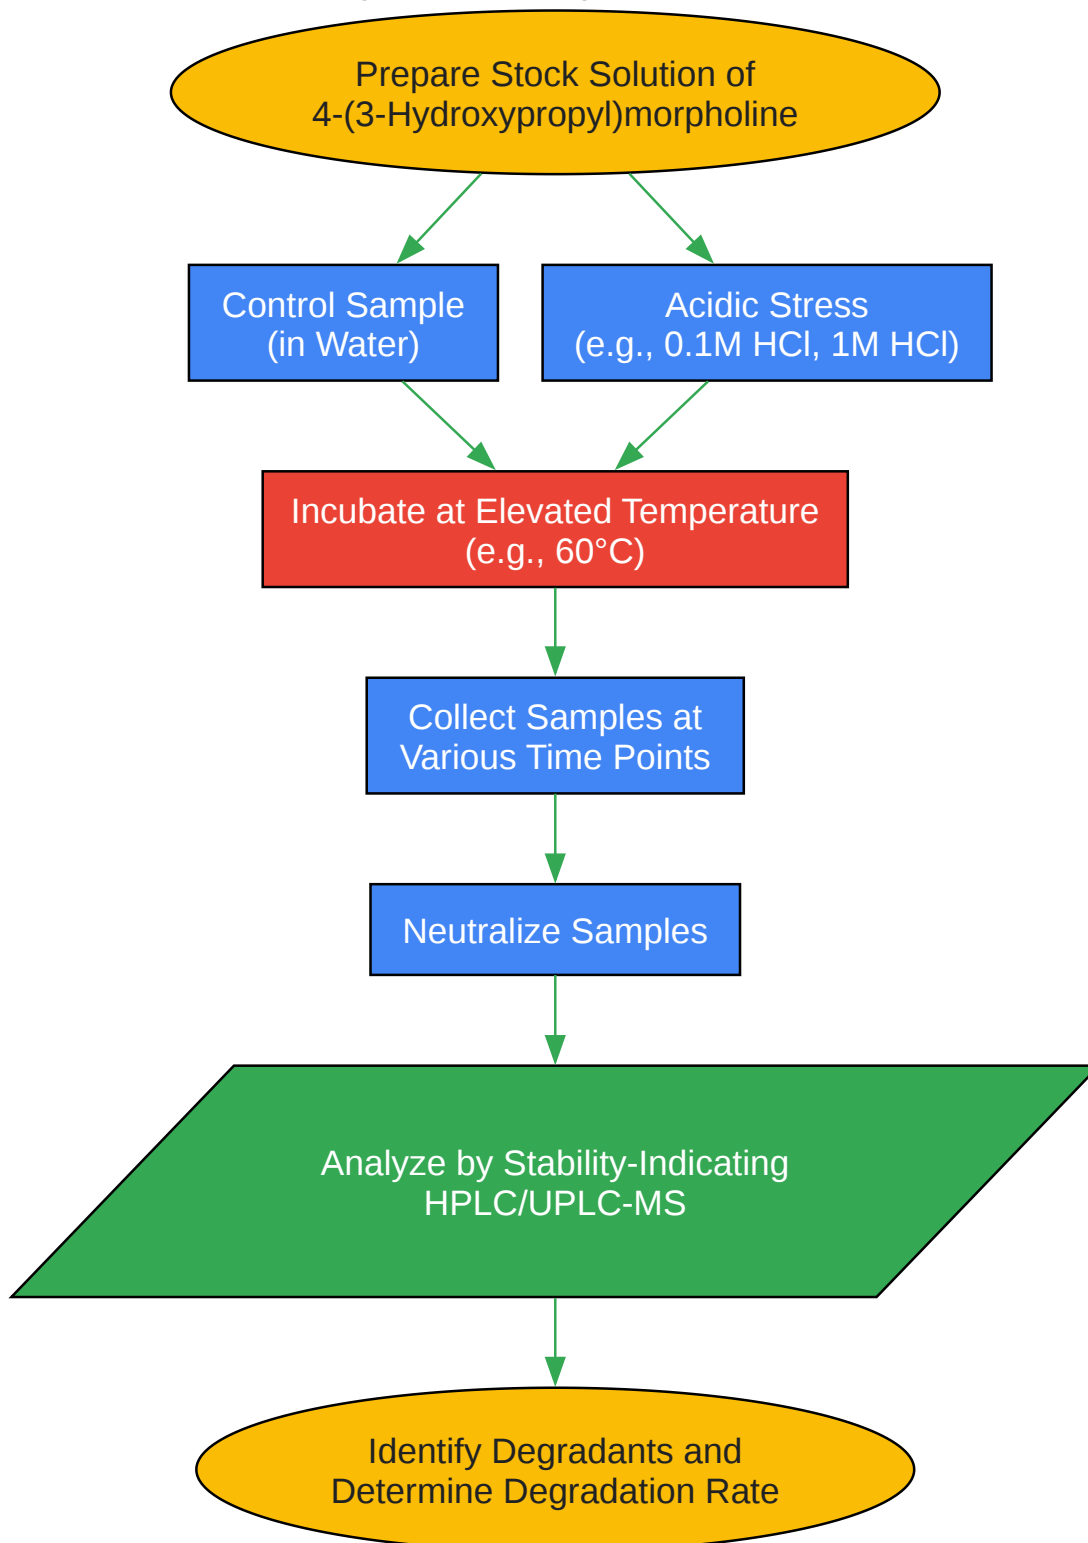 Prepare Stock Solution of
4-(3-Hydroxypropyl)morpholine
Control Sample
(in Water)
Acidic Stress
(e.g., 0.1M HCl, 1M HCl)
Incubate at Elevated Temperature
(e.g., 60°C)
Collect Samples at
Various Time Points
Neutralize Samples
Analyze by Stability-Indicating
HPLC/UPLC-MS
Identify Degradants and
Determine Degradation Rate